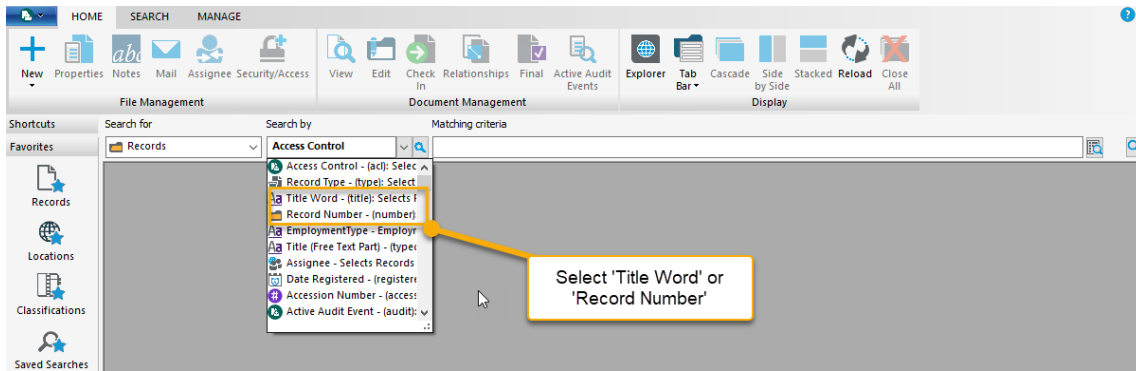 HOME SEARCH MANAGE
New Properties Notes Mail Assignee Security/Access View Edit Check In Relationships Final Active Audit Events Explorer Tab Bar Cascade Side by Side Stacked Reload Close All
File Management Document Management Display
Shortcuts Search for Search by Matching criteria
Favorites Records Access Control
Access Control - (acl): Selec
Record Type - (type): Select
Title Word - (title): Selects
Record Number - (number)
EmploymentType - Employ
Title (Free Text Part) - (type
Assignee - Selects Records
Date Registered - (register
Accession Number - (acces
Active Audit Event - (audit):
Records
Locations
Classifications
Saved Searches
Select 'Title Word' or
'Record Number'